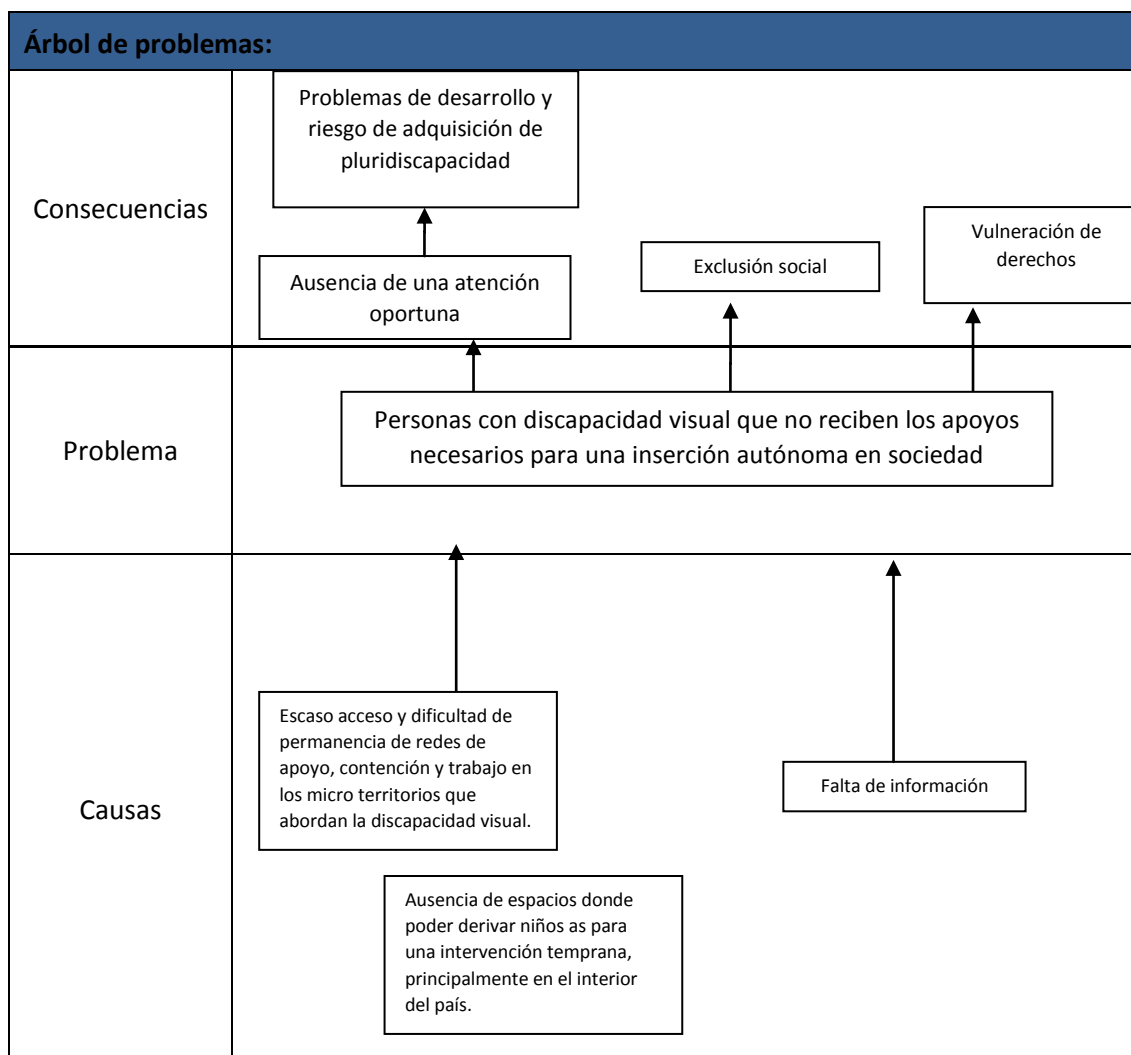 Árbol de problemas:
Consecuencias
Problemas de desarrollo y
riesgo de adquisición de
pluridiscapacidad
Ausencia de una atención
oportuna
Exclusión social
Vulneración de
derechos
Problema
Personas con discapacidad visual que no reciben los apoyos
necesarios para una inserción autónoma en sociedad
Causas
Escaso acceso y dificultad de
permanencia de redes de
apoyo, contención y trabajo en
los micro territorios que
abordan la discapacidad visual.
Falta de información
Ausencia de espacios donde
poder derivar niños as para
una intervención temprana,
principalmente en el interior
del país.